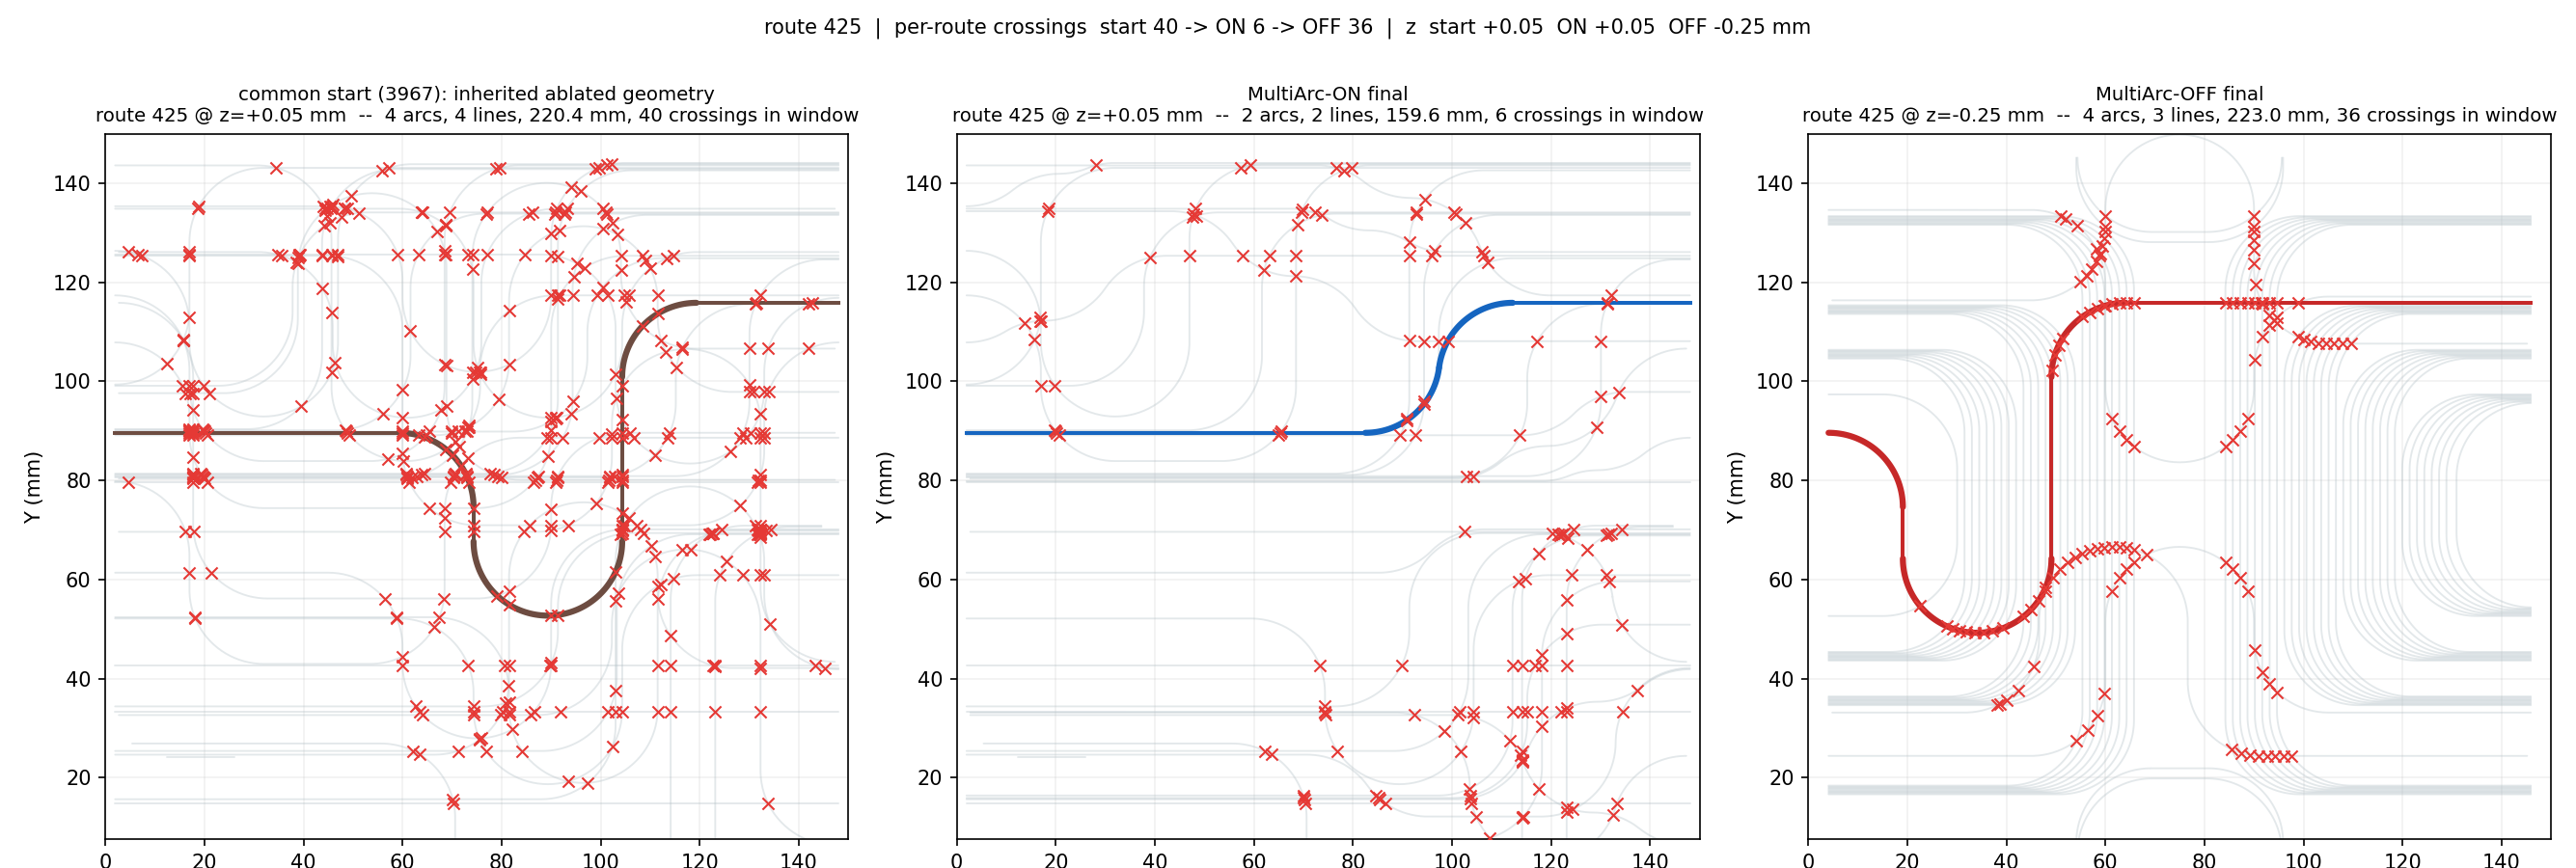 route 425 | per-route crossings start 40 -> ON 6 -> OFF 36 | z start +0.05 ON +0.05 OFF -0.25 mm
common start (3967): inherited ablated geometry
route 425 @ z=+0.05 mm -- 4 arcs, 4 lines, 220.4 mm, 40 crossings in window
140
120
100
80
60
40
20
Y (mm)
0 20 40 60 80 100 120 140
MultiArc-ON final
route 425 @ z=+0.05 mm -- 2 arcs, 2 lines, 159.6 mm, 6 crossings in window
140
120
100
80
60
40
20
Y (mm)
0 20 40 60 80 100 120 140
MultiArc-OFF final
route 425 @ z=-0.25 mm -- 4 arcs, 3 lines, 223.0 mm, 36 crossings in window
140
120
100
80
60
40
20
Y (mm)
0 20 40 60 80 100 120 140